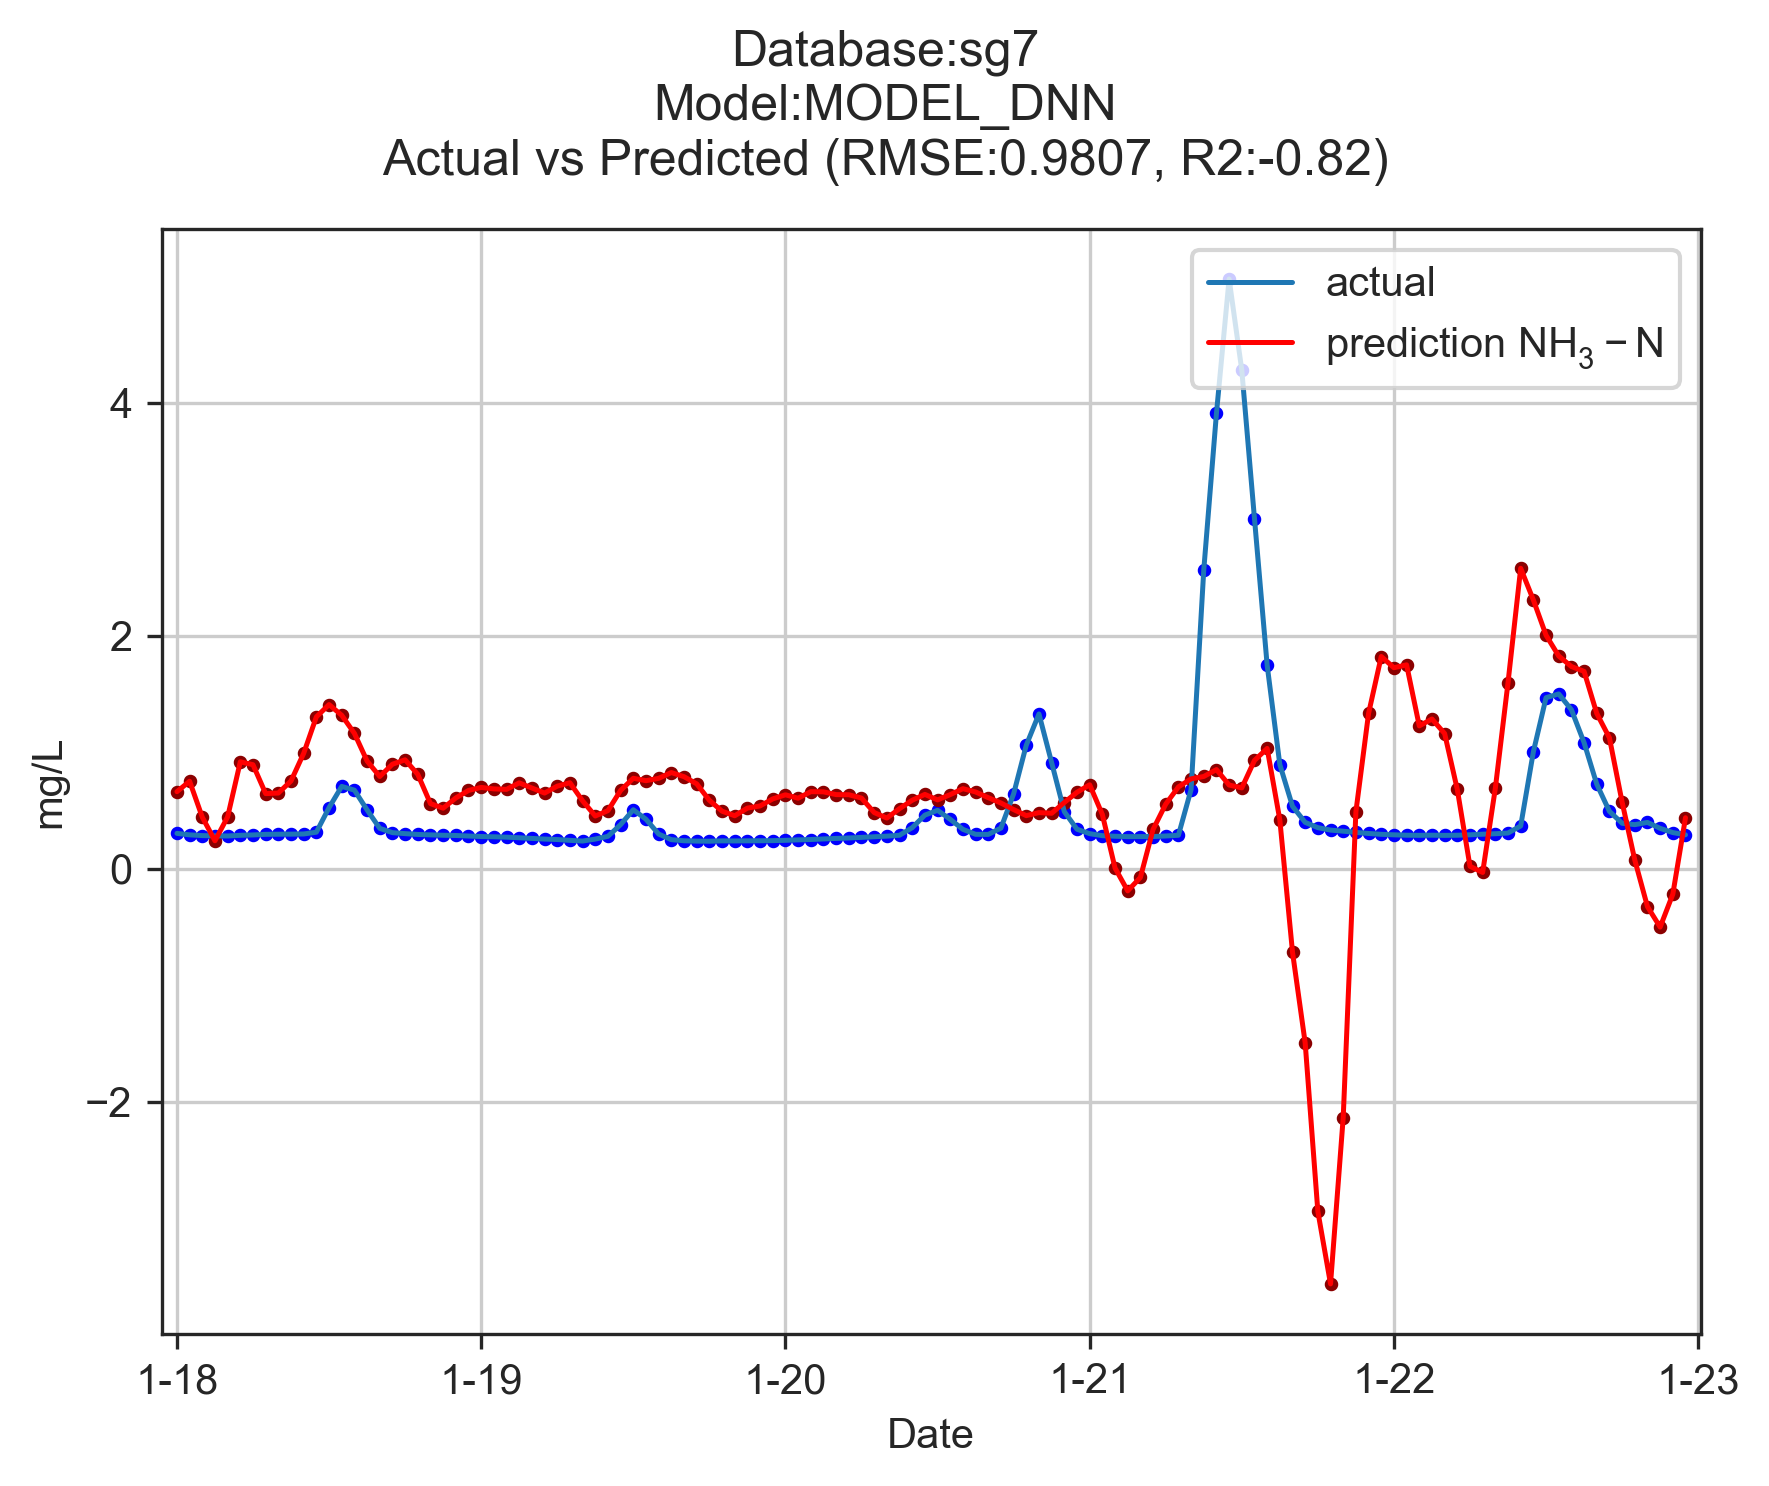 Database:sg7
Model:MODEL_DNN
Actual vs Predicted (RMSE:0.9807, R2:-0.82)
actual
prediction NH₃ − N
4
2
0
−2
mg/L
1-18 1-19 1-20 1-21 1-22 1-23
Date